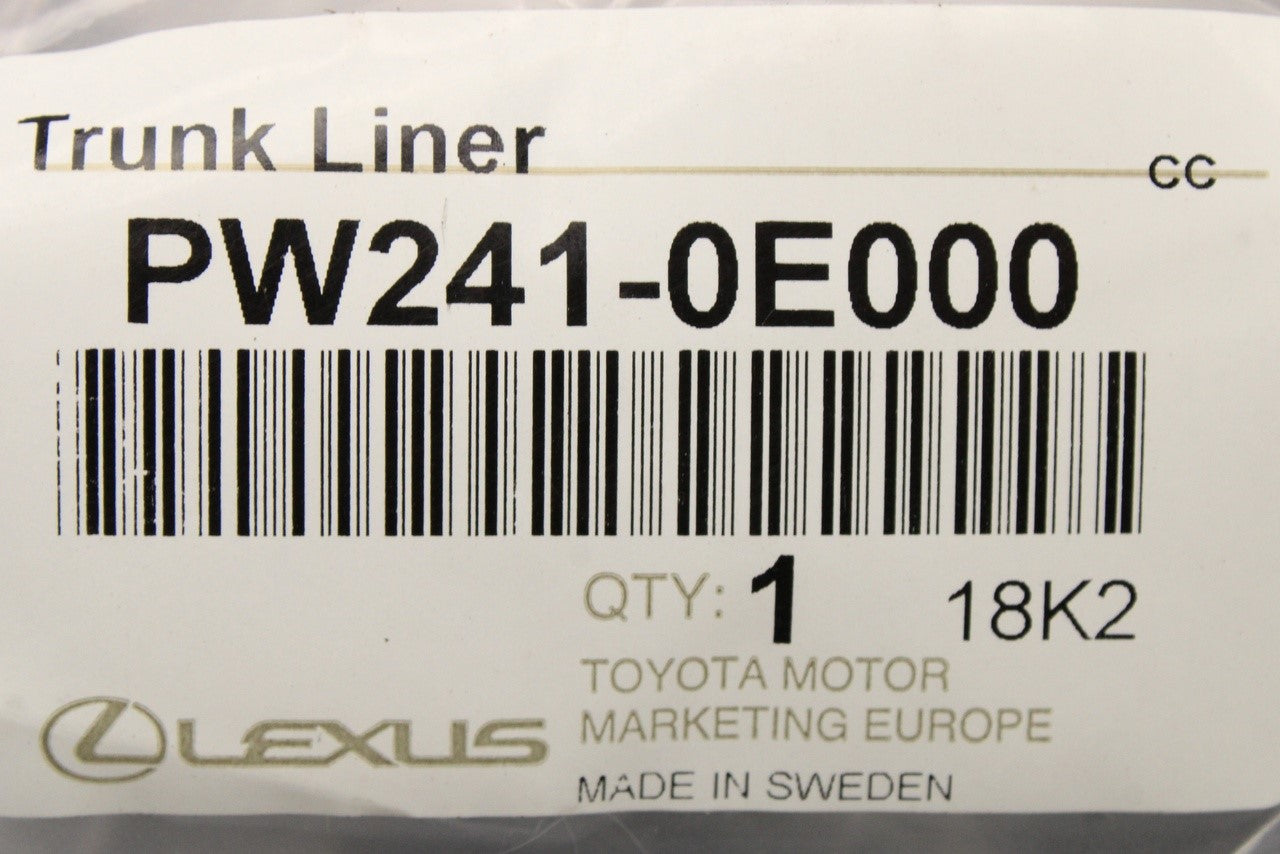 Trunk Liner
CC
PW241-0E000
QTY: 1 18K2
TOYOTA MOTOR
MARKETING EUROPE
LEXUS
MADE IN SWEDEN